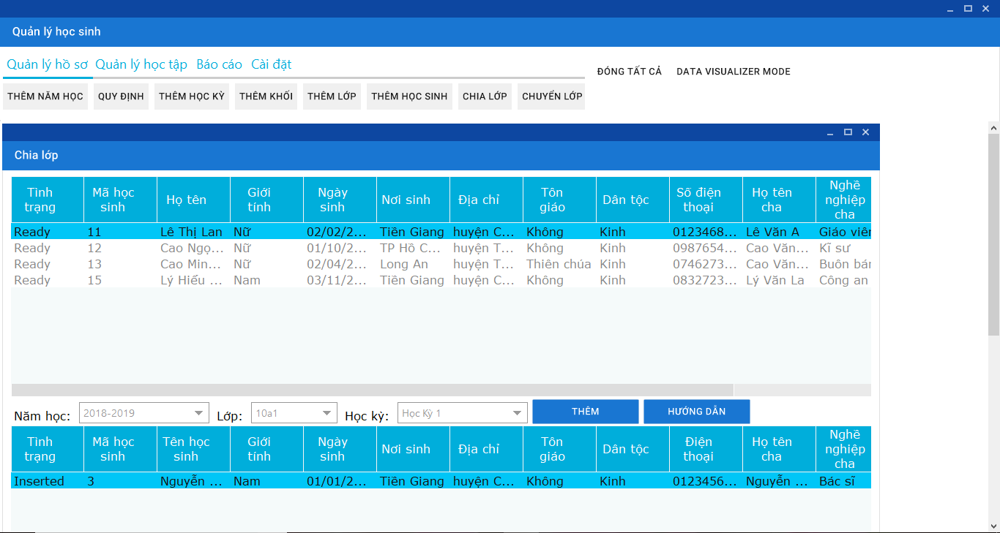 Quản lý học sinh
Quản lý hồ sơ Quản lý học tập Báo cáo Cài đặt
ĐÓNG TẤT CẢ DATA VISUALIZER MODE
THÊM NĂM HỌC QUY ĐỊNH THÊM HỌC KỲ THÊM KHỐI THÊM LỚP THÊM HỌC SINH CHIA LỚP CHUYỂN LỚP
Chia lớp
Tình trạng Mã học sinh Họ tên Giới tính Ngày sinh Nơi sinh Địa chỉ Tôn giáo Dân tộc Số điện thoại Họ tên cha Nghề nghiệp cha
Ready 11 Lê Thị Lan Nữ 02/02/2... Tiền Giang huyện C... Không Kinh 0123468... Lê Văn A Giáo viên
Ready 12 Cao Ngọ... Nữ 01/10/2... TP Hồ C... huyện T... Không Kinh 0987654... Cao Văn... Kĩ sư
Ready 13 Cao Min... Nữ 02/04/2... Long An huyện T... Thiên chúa Kinh 0746273... Cao Văn... Buôn bán
Ready 15 Lý Hiếu ... Nam 03/11/2... Tiền Giang huyện C... Không Kinh 0832723... Lý Văn La Công an
Năm học: 2018-2019 Lớp: 10a1 Học kỳ: Học Kỳ 1 THÊM HƯỚNG DẪN
Tình trạng Mã học sinh Tên học sinh Giới tính Ngày sinh Nơi sinh Địa chỉ Tôn giáo Dân tộc Điện thoại Họ tên cha Nghề nghiệp cha
Inserted 3 Nguyễn ... Nam 01/01/2... Tiền Giang huyện C... Không Kinh 0123456... Nguyễn ... Bác sĩ